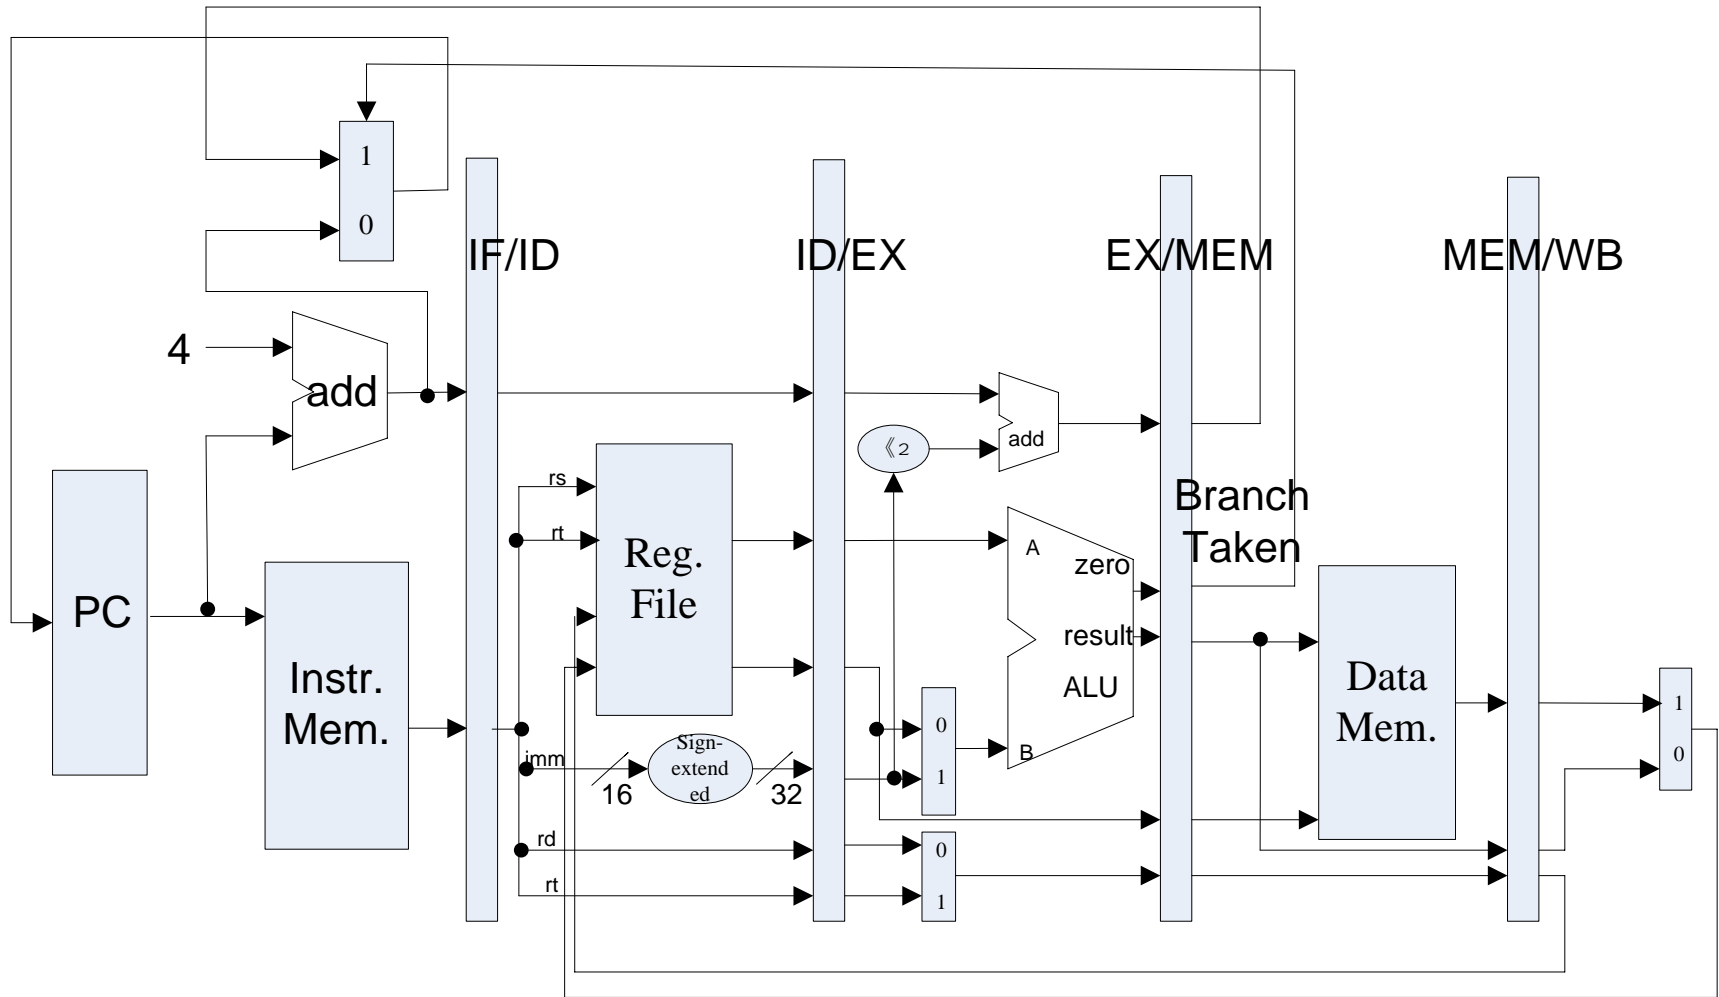 1
0
IF/ID
ID/EX
EX/MEM
MEM/WB
4
add
《2
add
rs
rt
Reg.
File
A
zero
Branch
Taken
PC
result
Instr.
Mem.
ALU
Data
Mem.
B
0
1
1
0
imm
16
Sign-
extend
ed
32
rd
rt
0
1